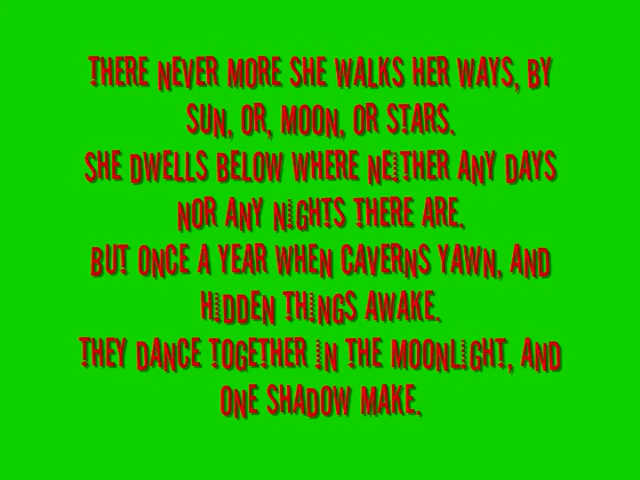 THERE NEVER MORE SHE WALKS HER WAYS, BY
SUN, OR, MOON, OR STARS.
SHE DWELLS BELOW WHERE NEITHER ANY DAYS
NOR ANY NIGHTS THERE ARE.
BUT ONCE A YEAR WHEN CAVERNS YAWN, AND
HIDDEN THINGS AWAKE.
THEY DANCE TOGETHER IN THE MOONLIGHT, AND
ONE SHADOW MAKE.